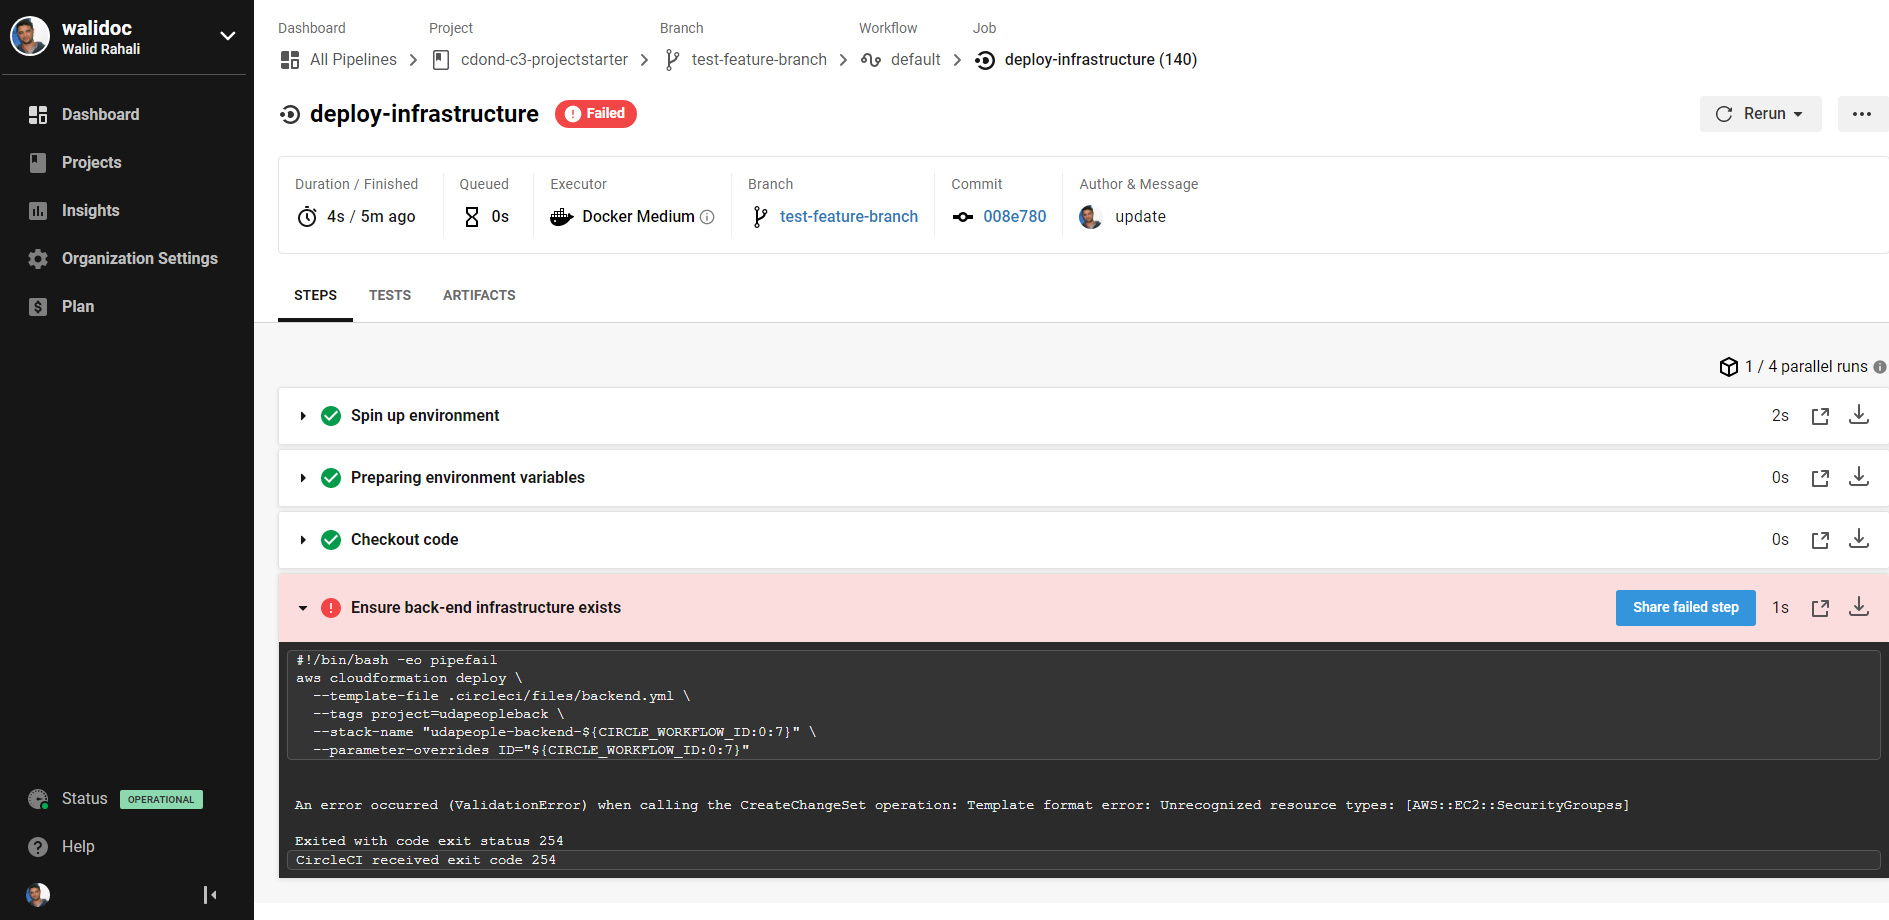 walidoc
Walid Rahali
Dashboard
Projects
Insights
Organization Settings
Plan
Status OPERATIONAL
Help
Dashboard Project Branch Workflow Job
All Pipelines cdond-c3-projectstarter test-feature-branch default deploy-infrastructure (140)
deploy-infrastructure Failed
Rerun
Duration / Finished Queued Executor Branch Commit Author & Message
4s / 5m ago 0s Docker Medium test-feature-branch 008e780 update
STEPS TESTS ARTIFACTS
1 / 4 parallel runs
Spin up environment 2s
Preparing environment variables 0s
Checkout code 0s
Ensure back-end infrastructure exists Share failed step 1s
#!/bin/bash -eo pipefail
aws cloudformation deploy \
--template-file .circleci/files/backend.yml \
--tags project=udapeopleback \
--stack-name "udapeople-backend-${CIRCLE_WORKFLOW_ID:0:7}" \
--parameter-overrides ID="${CIRCLE_WORKFLOW_ID:0:7}"
An error occurred (ValidationError) when calling the CreateChangeSet operation: Template format error: Unrecognized resource types: [AWS::EC2::SecurityGroupss]
Exited with code exit status 254
CircleCI received exit code 254